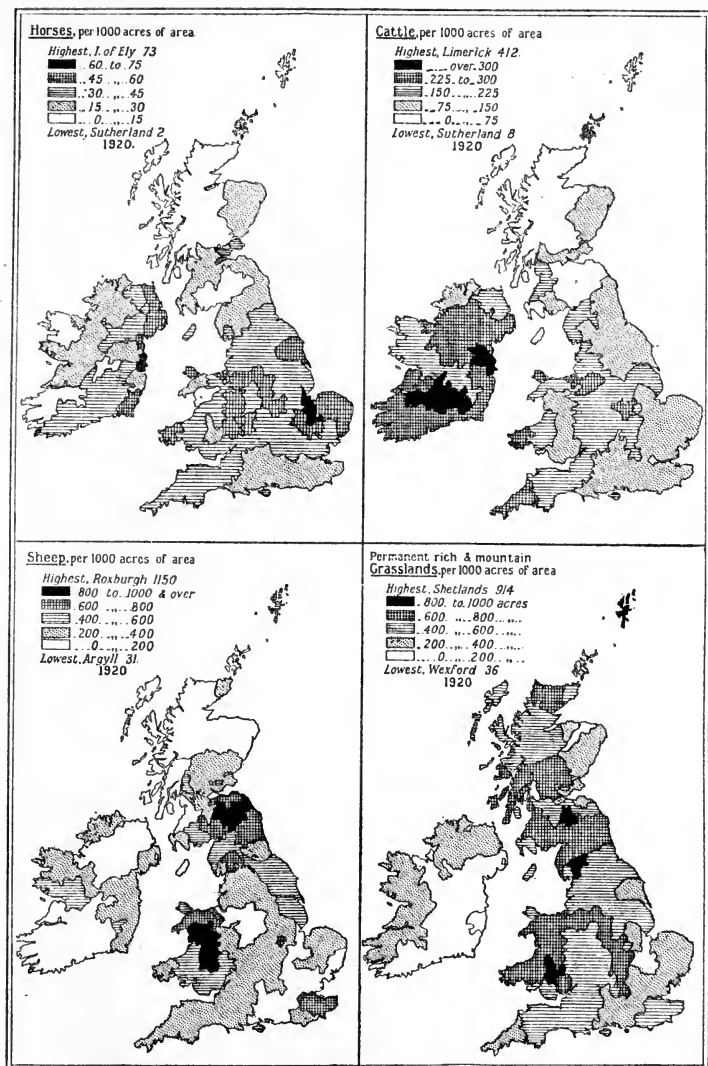 Horses, per 1000 acres of area
Highest, I. of Ely 73
..60..to..75
..45...,,...60
..30...,,...45
..15...,,...30
....0...,,...15
Lowest, Sutherland 2
1920.
Cattle, per 1000 acres of area
Highest, Limerick 412.
.....over 300
..225 to..300
.150....,,..225
...75...,,..150
....0...,,...75
Lowest, Sutherland 8
1920
Sheep, per 1000 acres of area
Highest, Roxburgh 1150
800 to..1000 & over
.600..,,...800
.400..,,...600
.200..,,...400
....0..,,...200
Lowest, Argyll 31.
1920
Permanent rich & mountain
Grasslands, per 1000 acres of area
Highest, Shetlands 914
.800..to 1000 acres
.600...,,..800...,,..
.400...,,..600...,,..
.200...,,..400...,,..
....0...,,..200...,,..
Lowest, Wexford 36
1920